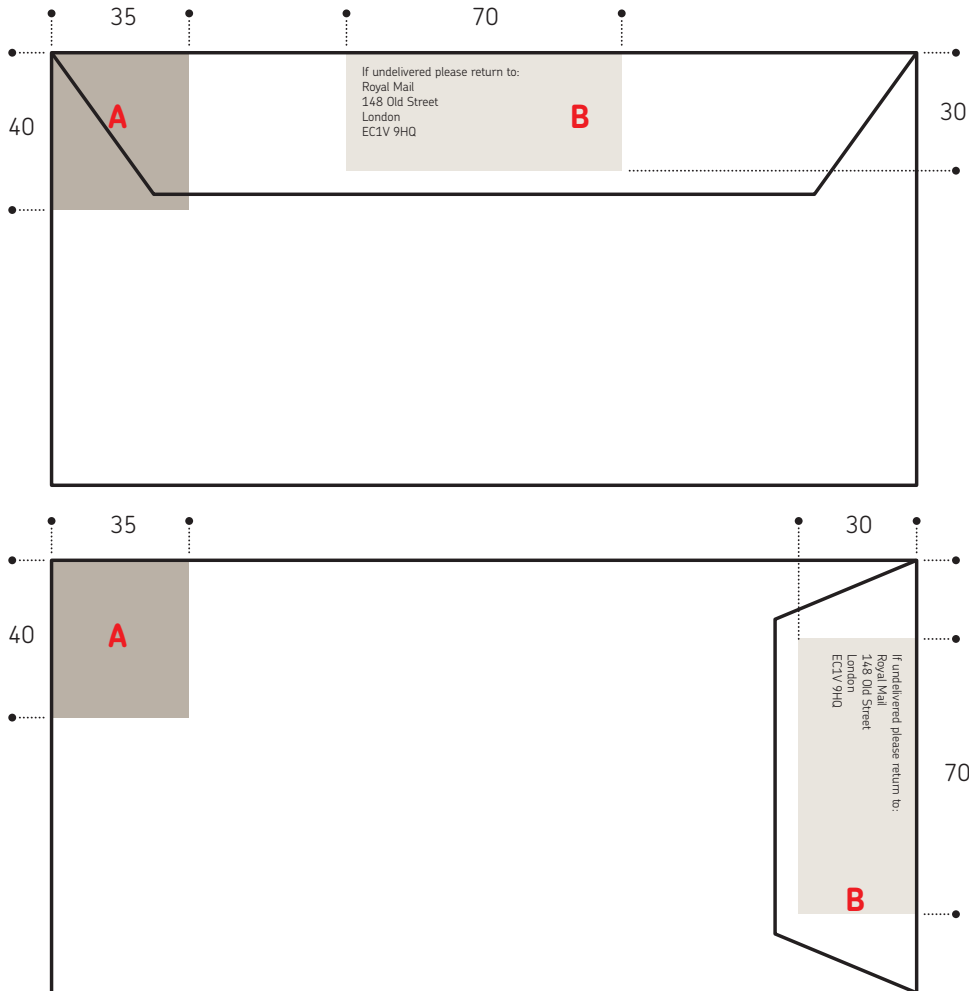 35
70
40
30
A
If undelivered please return to:
Royal Mail
148 Old Street
London
EC1V 9HQ
B
35
30
40
70
A
If undelivered please return to:
Royal Mail
148 Old Street
London
EC1V 9HQ
B